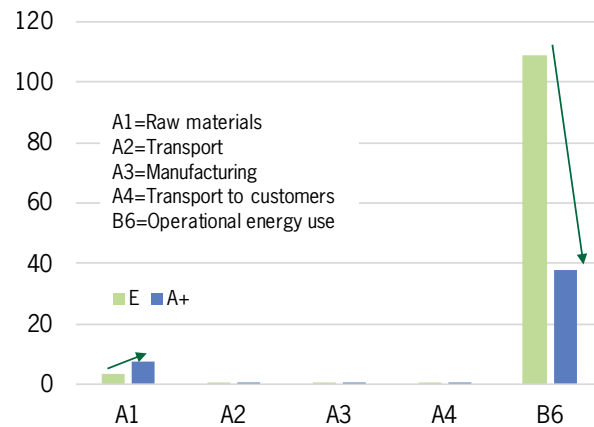 120
100
80
60
40
20
0
A1=Raw materials
A2=Transport
A3=Manufacturing
A4=Transport to customers
B6=Operational energy use
E A+
A1 A2 A3 A4 B6